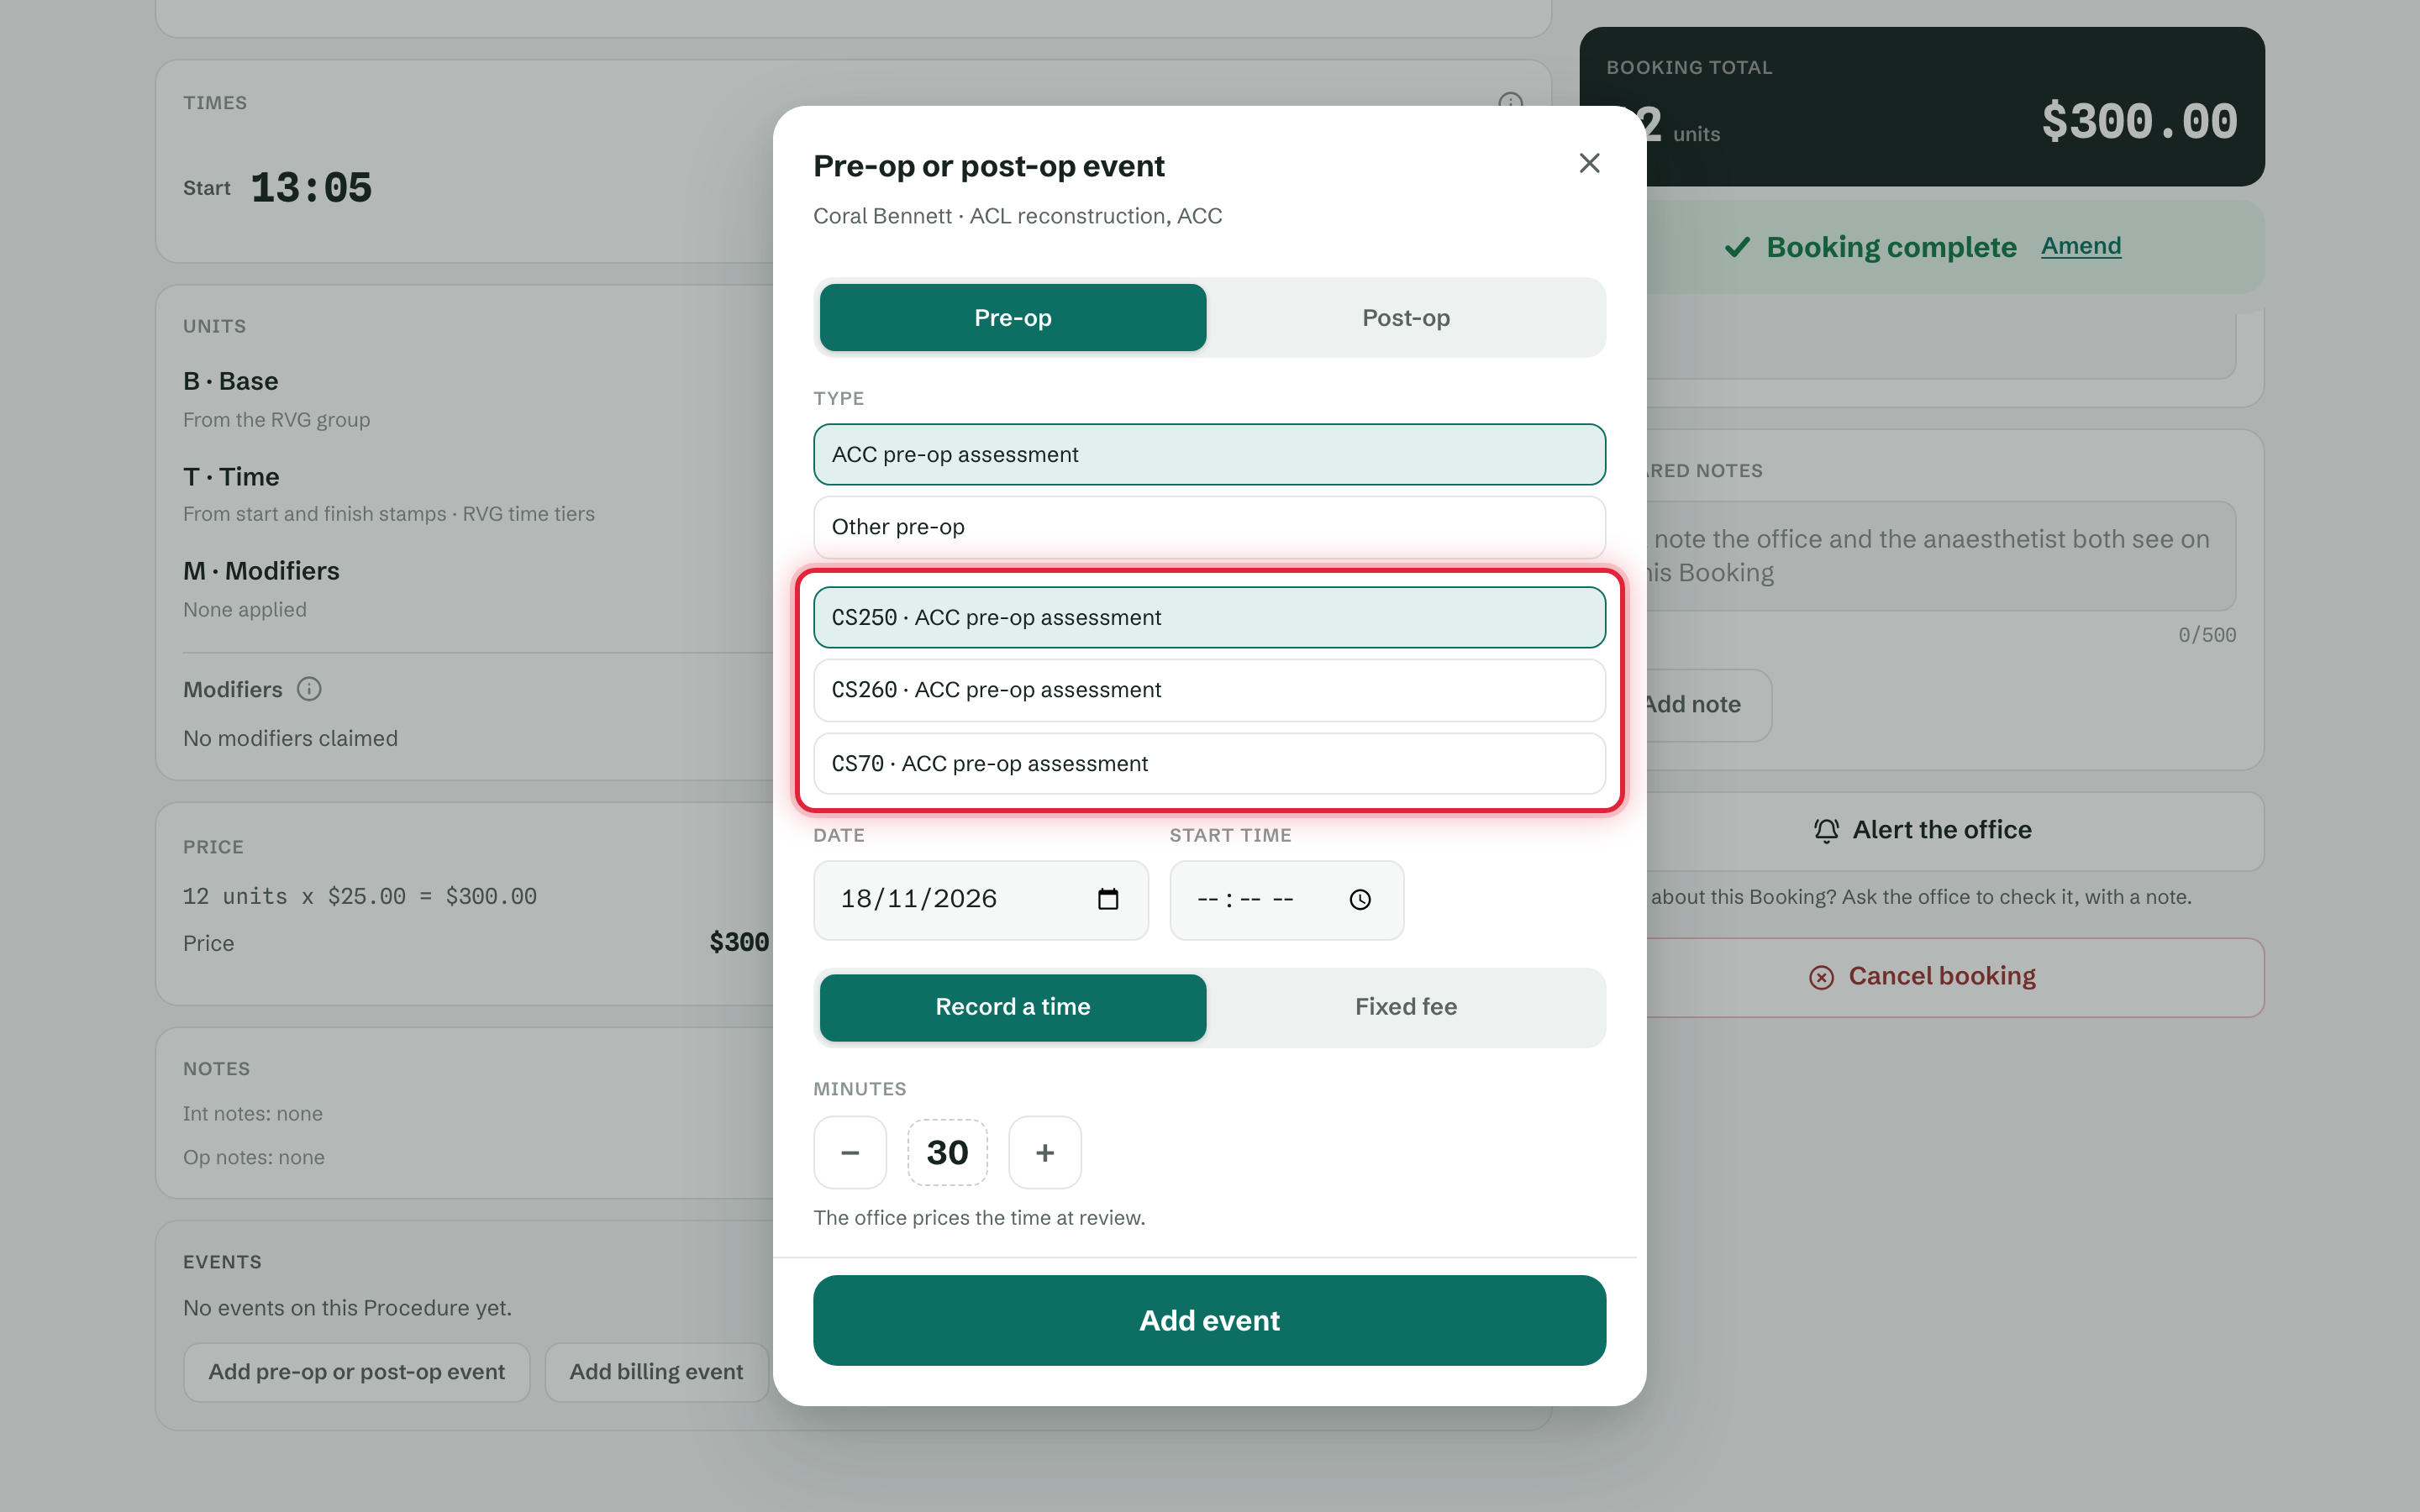 TIMES
Start 13:05
UNITS
B · Base
From the RVG group
T · Time
From start and finish stamps · RVG time tiers
M · Modifiers
None applied
Modifiers
No modifiers claimed
PRICE
12 units x $25.00 = $300.00
Price $300
NOTES
Int notes: none
Op notes: none
EVENTS
No events on this Procedure yet.
Add pre-op or post-op event
Add billing event
Pre-op or post-op event
Coral Bennett · ACL reconstruction, ACC
Pre-op
Post-op
TYPE
ACC pre-op assessment
Other pre-op
CS250 · ACC pre-op assessment
CS260 · ACC pre-op assessment
CS70 · ACC pre-op assessment
DATE
START TIME
18/11/2026
-- : -- --
Record a time
Fixed fee
MINUTES
− 30 +
The office prices the time at review.
Add event
BOOKING TOTAL
2 units
$300.00
Booking complete
Amend
ARED NOTES
note the office and the anaesthetist both see on
his Booking
0/500
Add note
Alert the office
about this Booking? Ask the office to check it, with a note.
Cancel booking